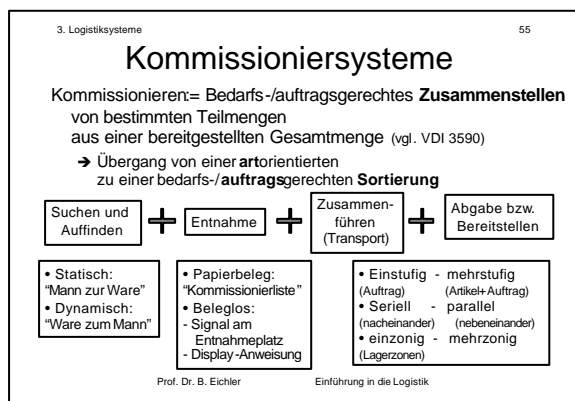 3. Logistiksysteme
55
Kommissioniersysteme
Kommissionieren:= Bedarfs-/auftragsgerechtes Zusammenstellen
von bestimmten Teilmengen
aus einer bereitgestellten Gesamtmenge (vgl. VDI 3590)
➔ Übergang von einer artorientierten
zu einer bedarfs-/auftragsgerechten Sortierung
Suchen und
Auffinden
+
Entnahme
+
Zusammen-
führen
(Transport)
+
Abgabe bzw.
Bereitstellen
• Statisch:
"Mann zur Ware"
• Dynamisch:
"Ware zum Mann"
• Papierbeleg:
"Kommissionierliste"
• Beleglos:
- Signal am
Entnahmeplatz
- Display-Anweisung
• Einstufig - mehrstufig
(Auftrag) (Artikel+Auftrag)
• Seriell - parallel
(nacheinander) (nebeneinander)
• einzonig - mehrzonig
(Lagerzonen)
Prof. Dr. B. Eichler
Einführung in die Logistik